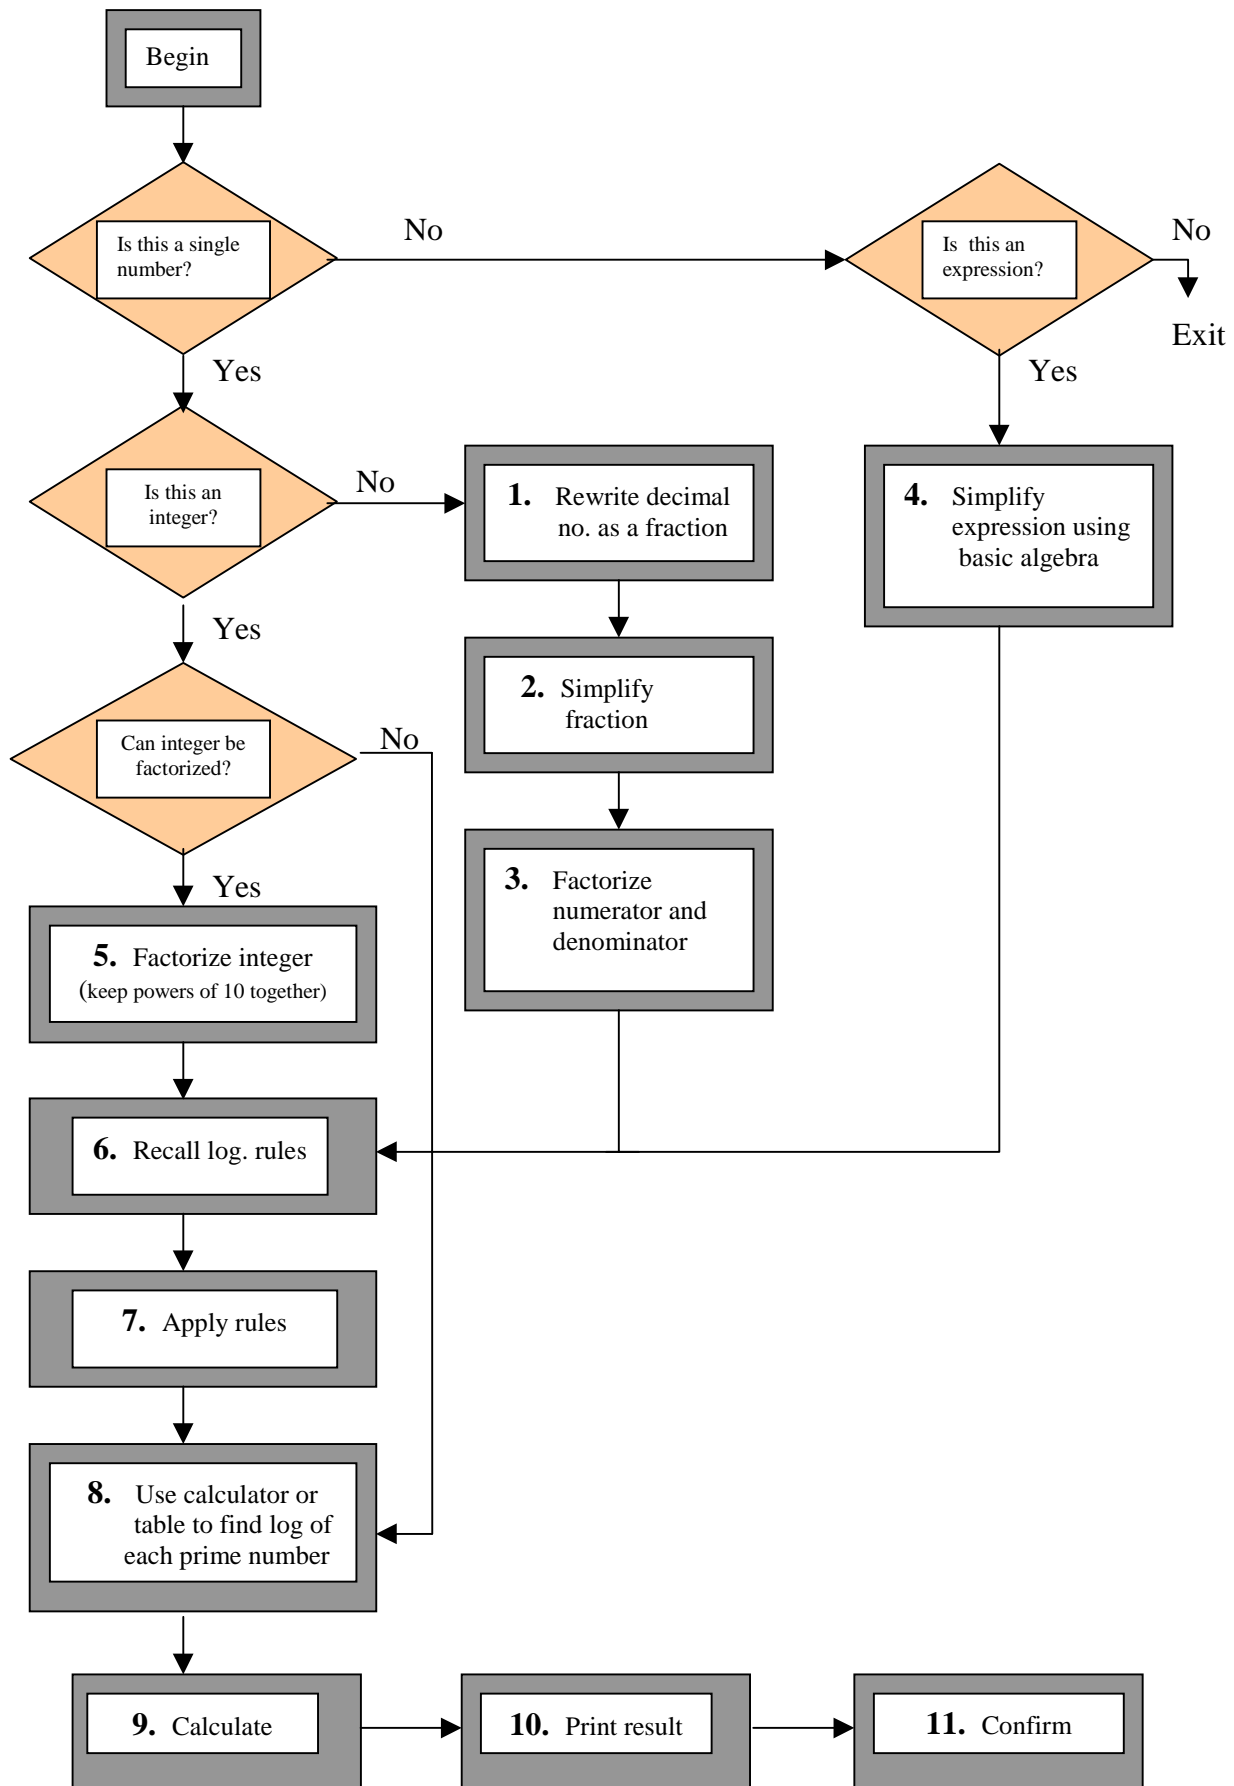 Begin
Is this a single
number?
No
Is  this an
expression?
No
Exit
Yes
Yes
Is this an
integer?
No
1. Rewrite decimal
no. as a fraction
4. Simplify
expression using
basic algebra
Yes
2. Simplify
fraction
Can integer be
factorized?
No
3. Factorize
numerator and
denominator
Yes
5. Factorize integer
(keep powers of 10 together)
6. Recall log. rules
7. Apply rules
8. Use calculator or
table to find log of
each prime number
9. Calculate
10. Print result
11. Confirm